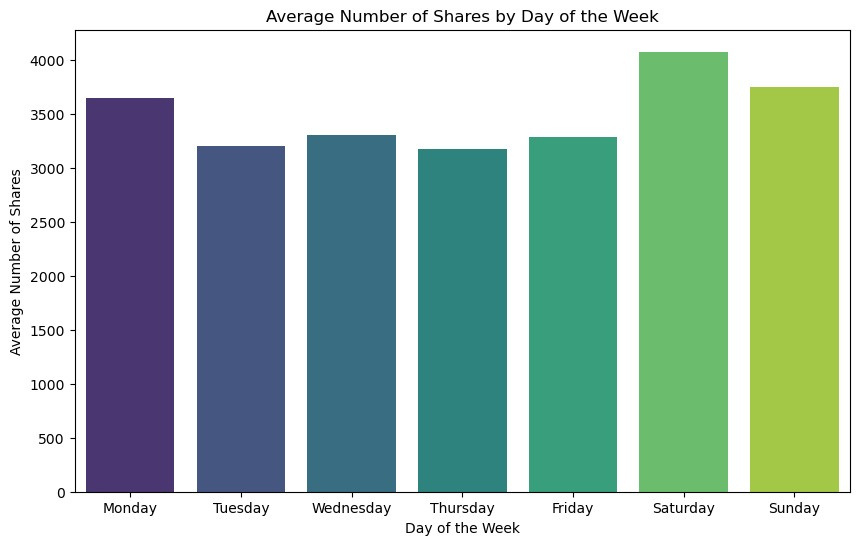 Average Number of Shares by Day of the Week
Average Number of Shares
4000
3500
3000
2500
2000
1500
1000
500
0
Monday Tuesday Wednesday Thursday Friday Saturday Sunday
Day of the Week